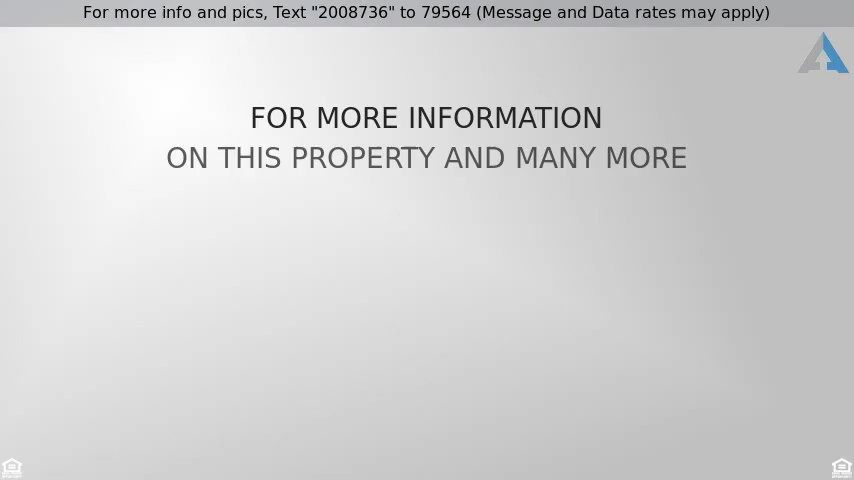 For more info and pics, Text "2008736" to 79564 (Message and Data rates may apply)
FOR MORE INFORMATION
ON THIS PROPERTY AND MANY MORE